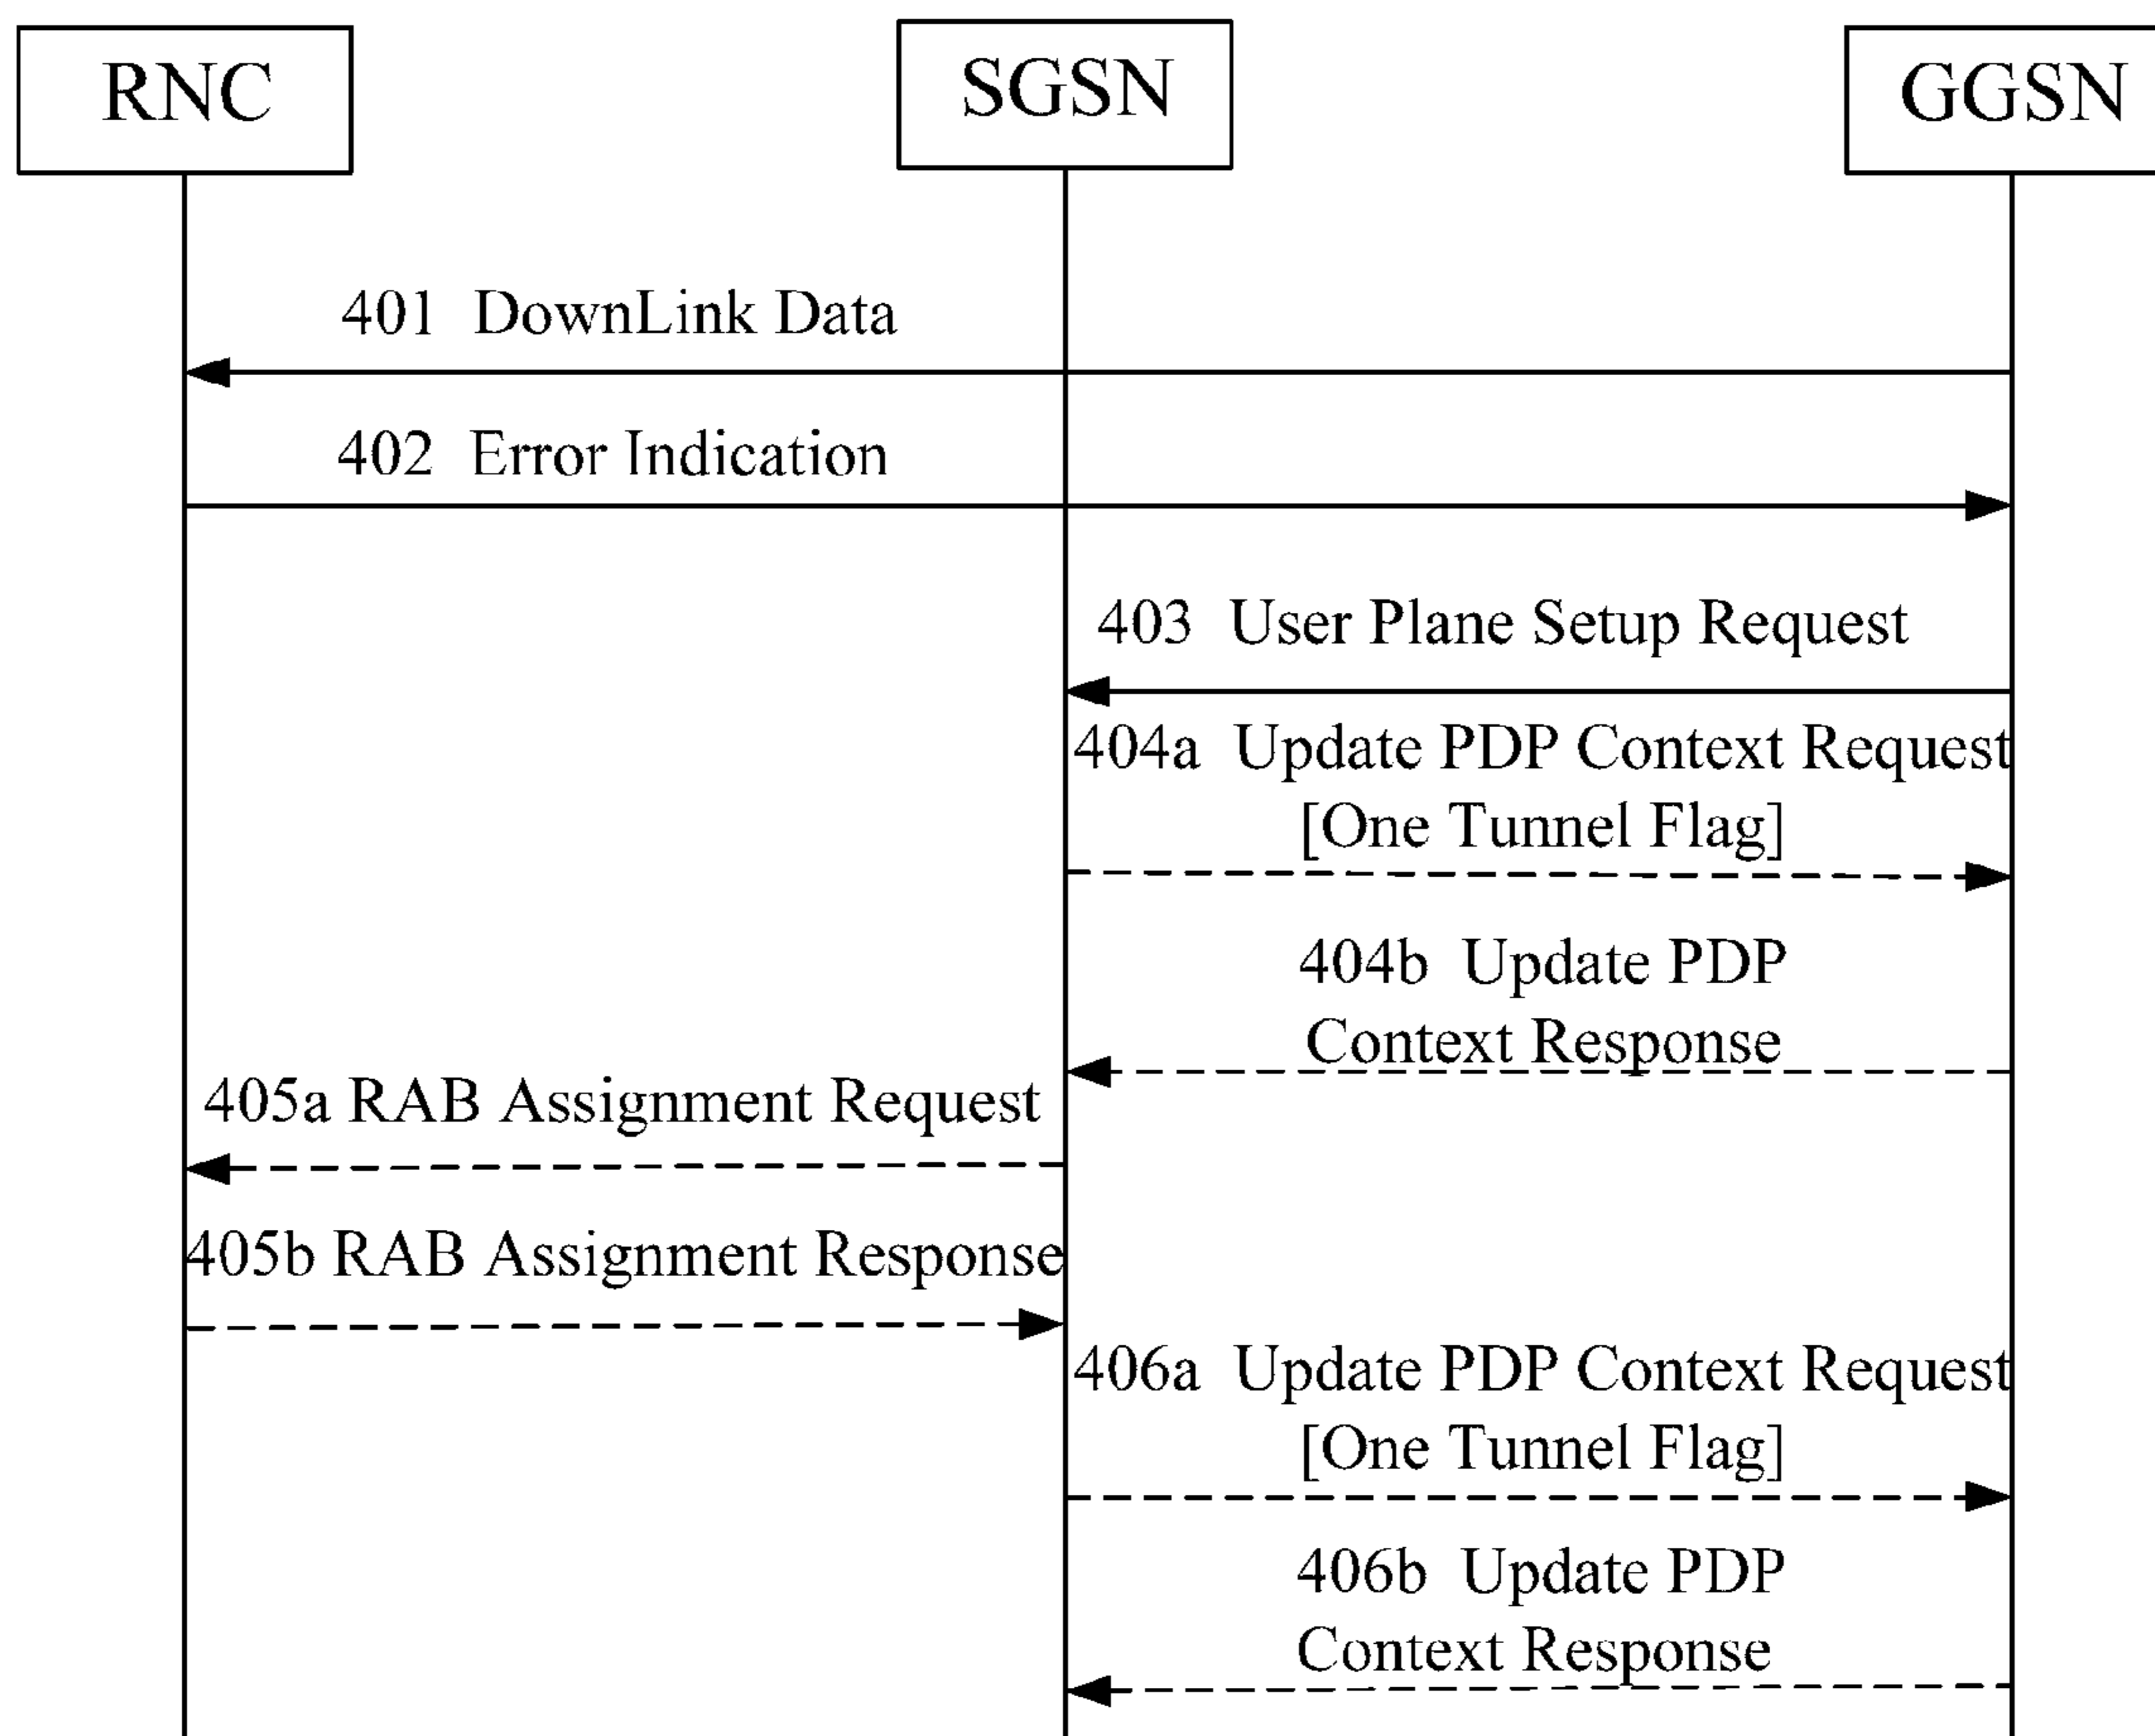 RNC
SGSN
GGSN
401 DownLink Data
402 Error Indication
403 User Plane Setup Request
404a Update PDP Context Request
[One Tunnel Flag]
404b Update PDP
Context Response
405a RAB Assignment Request
405b RAB Assignment Response
406a Update PDP Context Request
[One Tunnel Flag]
406b Update PDP
Context Response